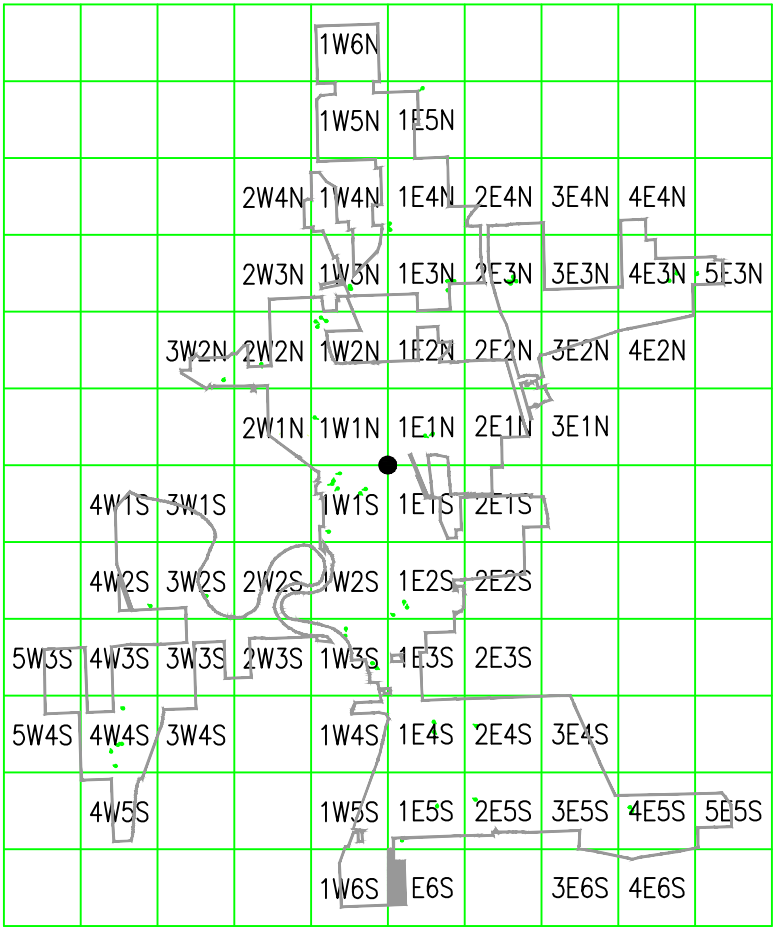 1W6N
1W5N 1E5N
2W4N 1W4N 1E4N 2E4N 3E4N 4E4N
2W3N 1W3N 1E3N 2E3N 3E3N 4E3N 5E3N
3W2N 2W2N 1W2N 1E2N 2E2N 3E2N 4E2N
2W1N 1W1N 1E1N 2E1N 3E1N
4W1S 3W1S 1W1S 1E1S 2E1S
4W2S 3W2S 2W2S 1W2S 1E2S 2E2S
5W3S 4W3S 3W3S 2W3S 1W3S 1E3S 2E3S
5W4S 4W4S 3W4S 1W4S 1E4S 2E4S 3E4S
4W5S 1W5S 1E5S 2E5S 3E5S 4E5S 5E5S
1W6S E6S 3E6S 4E6S